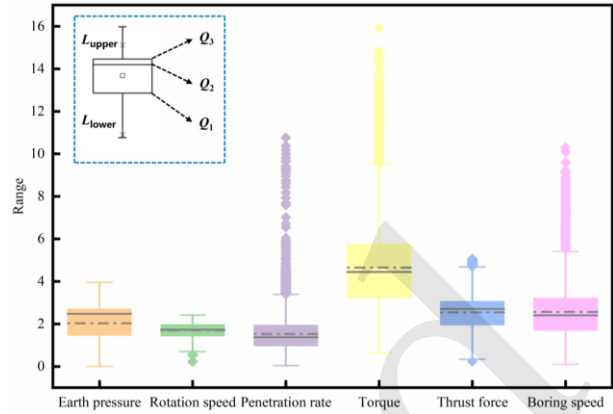 16
14
12
10
8
6
4
2
0
Range
L upper
L lower
Q3
Q2
Q1
Earth pressure Rotation speed Penetration rate Torque Thrust force Boring speed